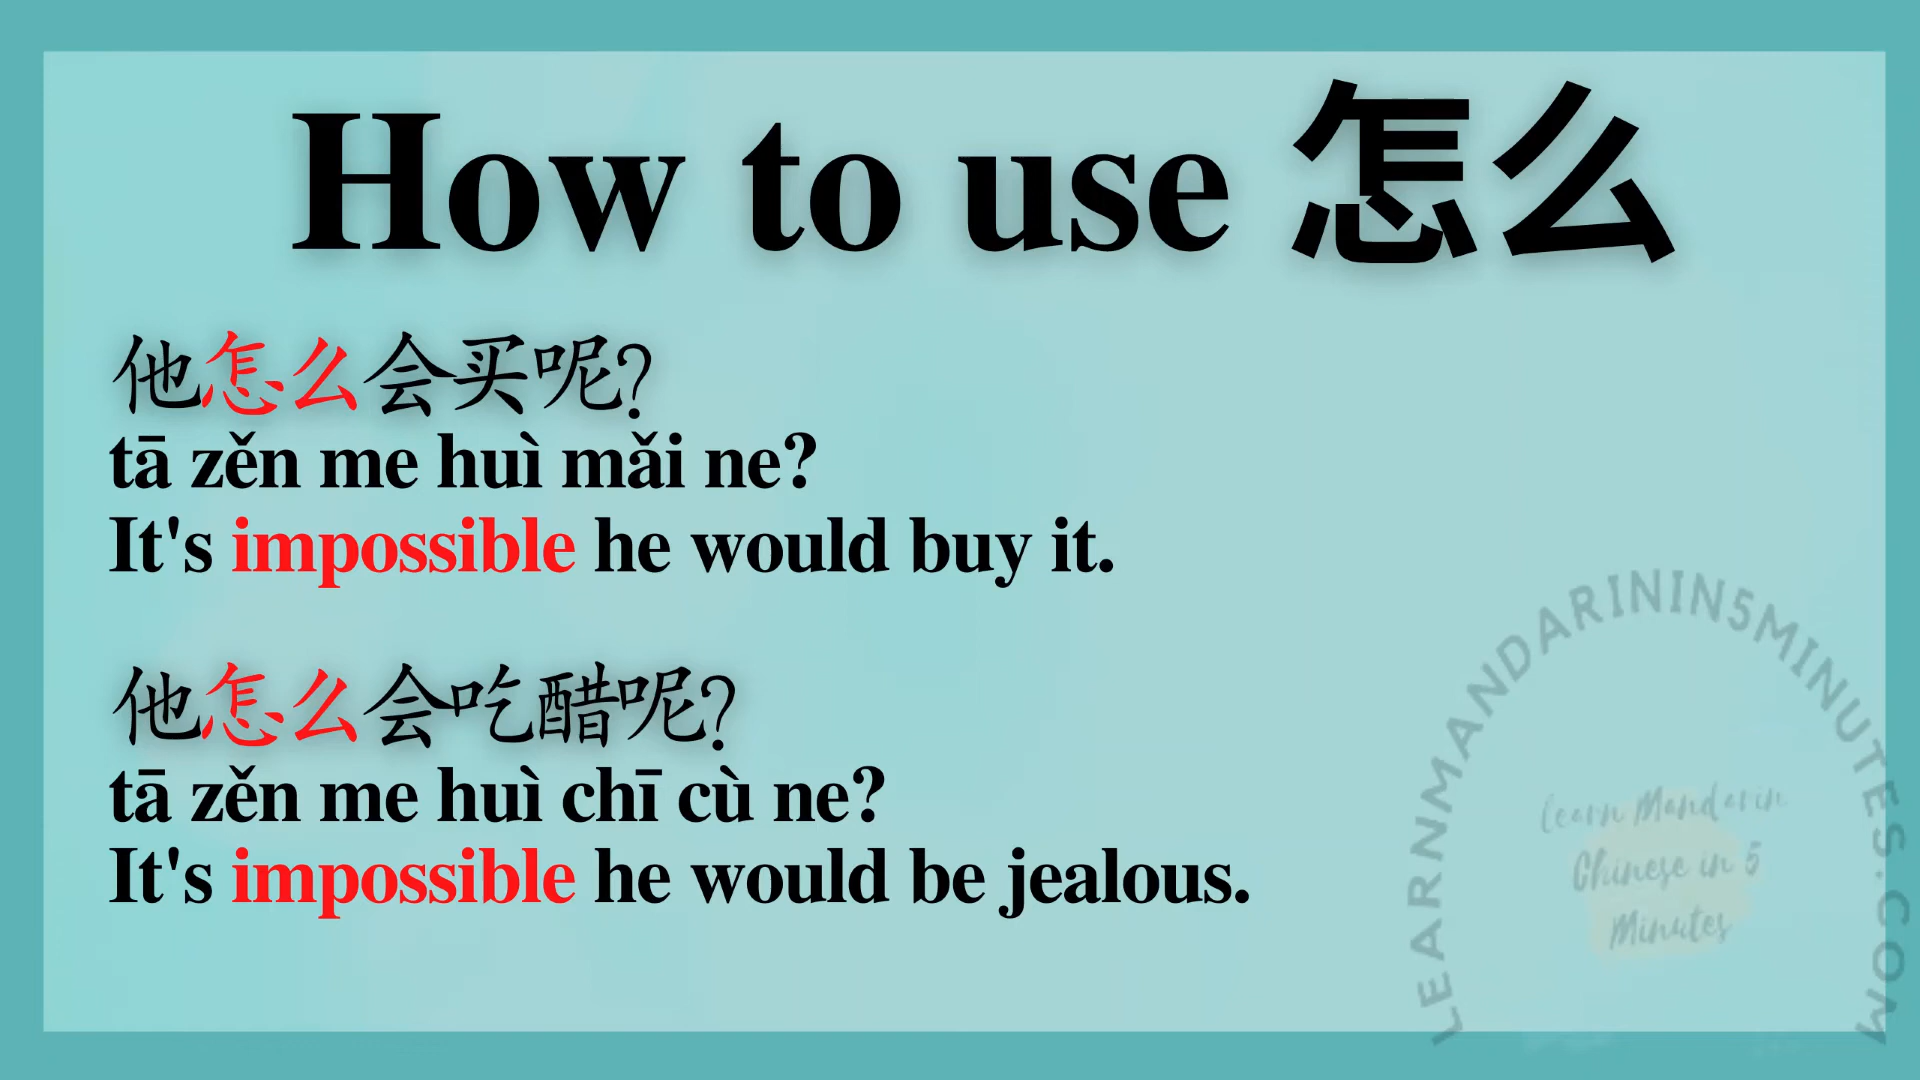 How to use 怎么
他怎么会买呢?
tā zěn me huì mǎi ne?
It's impossible he would buy it.
他怎么会吃醋呢?
tā zěn me huì chī cù ne?
It's impossible he would be jealous.
LEARNMANDARININ5MINUTES.COM
Learn Mandarin
Chinese in 5
Minutes